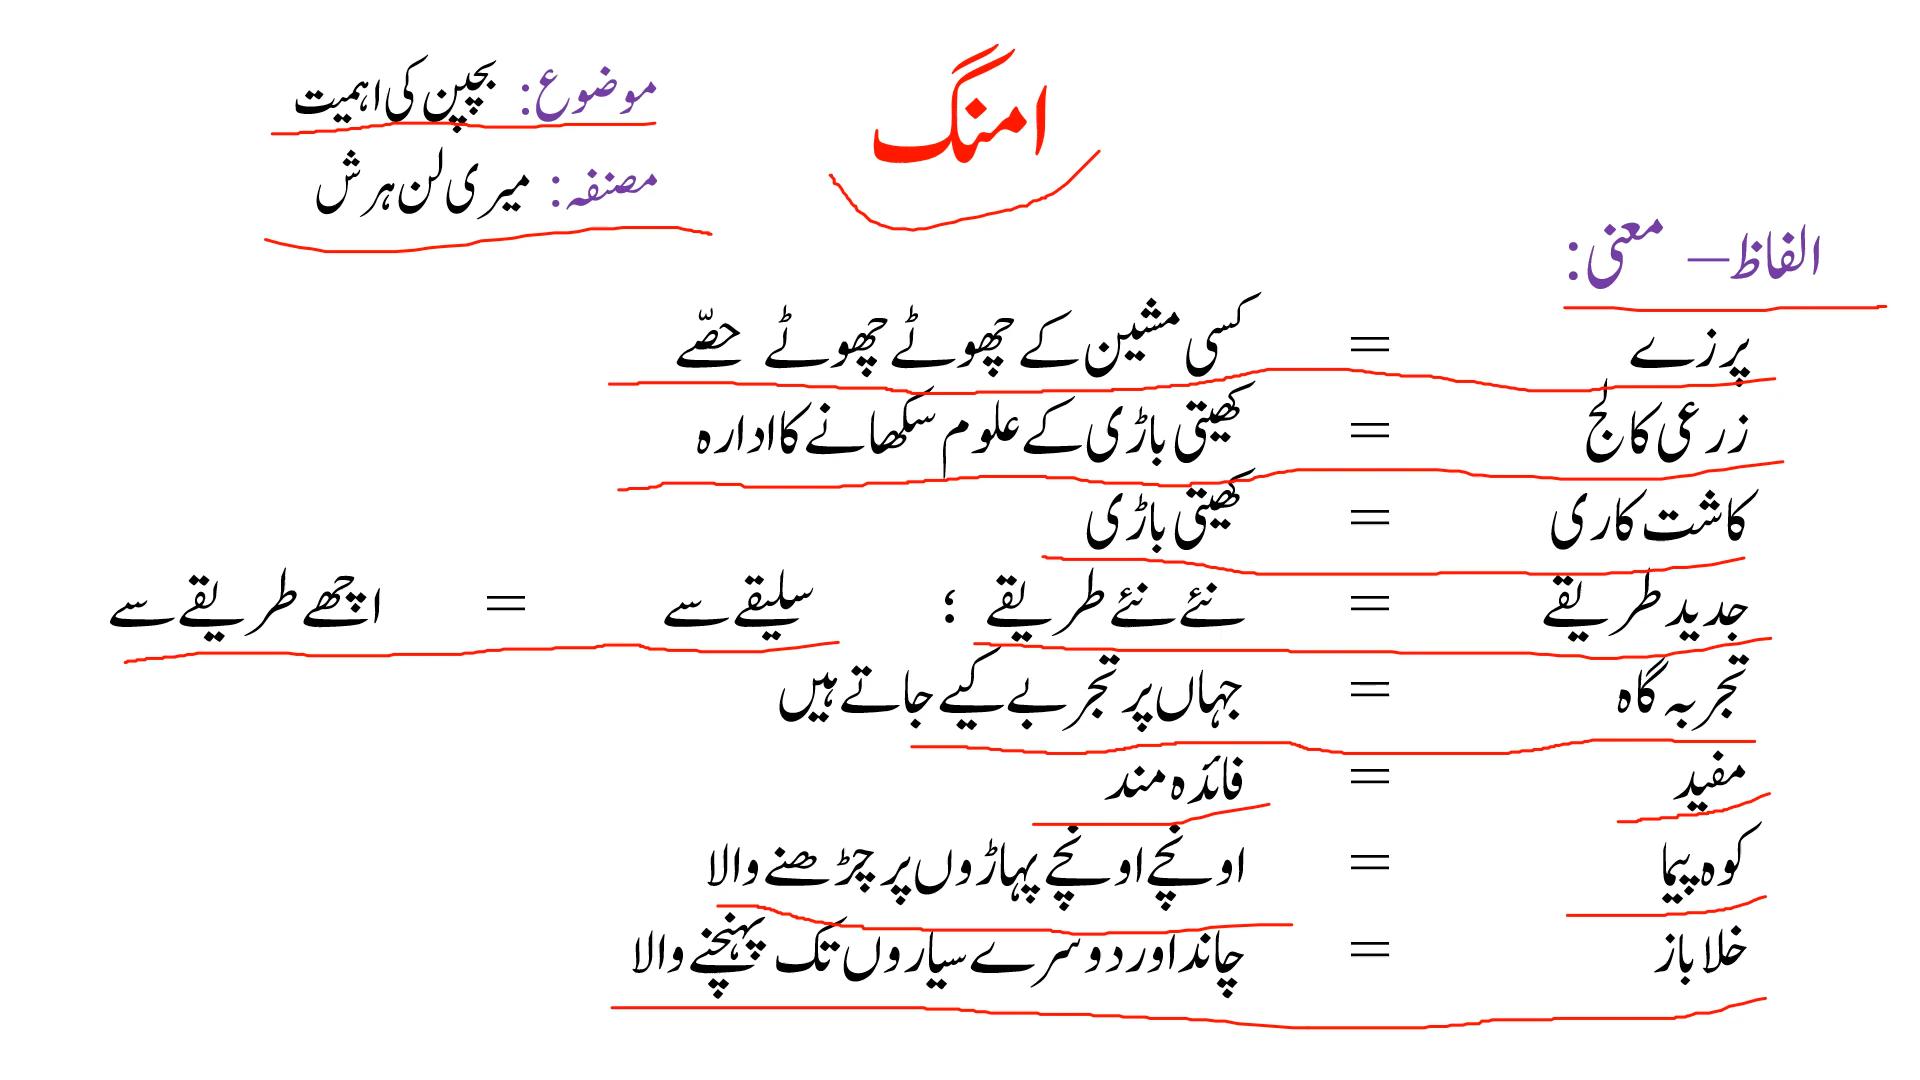 امنگ
موضوع: بچپن کی اہمیت
مصنفہ: میری لن ہرش
الفاظ – معنی:
پرزے = کسی مشین کے چھوٹے چھوٹے حصّے
زرعی کالج = کھیتی باڑی کے علوم سکھانے کا ادارہ
کاشت کاری = کھیتی باڑی
جدید طریقے = نئے نئے طریقے ؛ سلیقے سے = اچھے طریقے سے
تجربہ گاہ = جہاں پر تجربے کیے جاتے ہیں
مفید = فائدہ مند
کوہ پیما = اونچے اونچے پہاڑوں پر چڑھنے والا
خلا باز = چاند اور دوسرے سیاروں تک پہنچنے والا